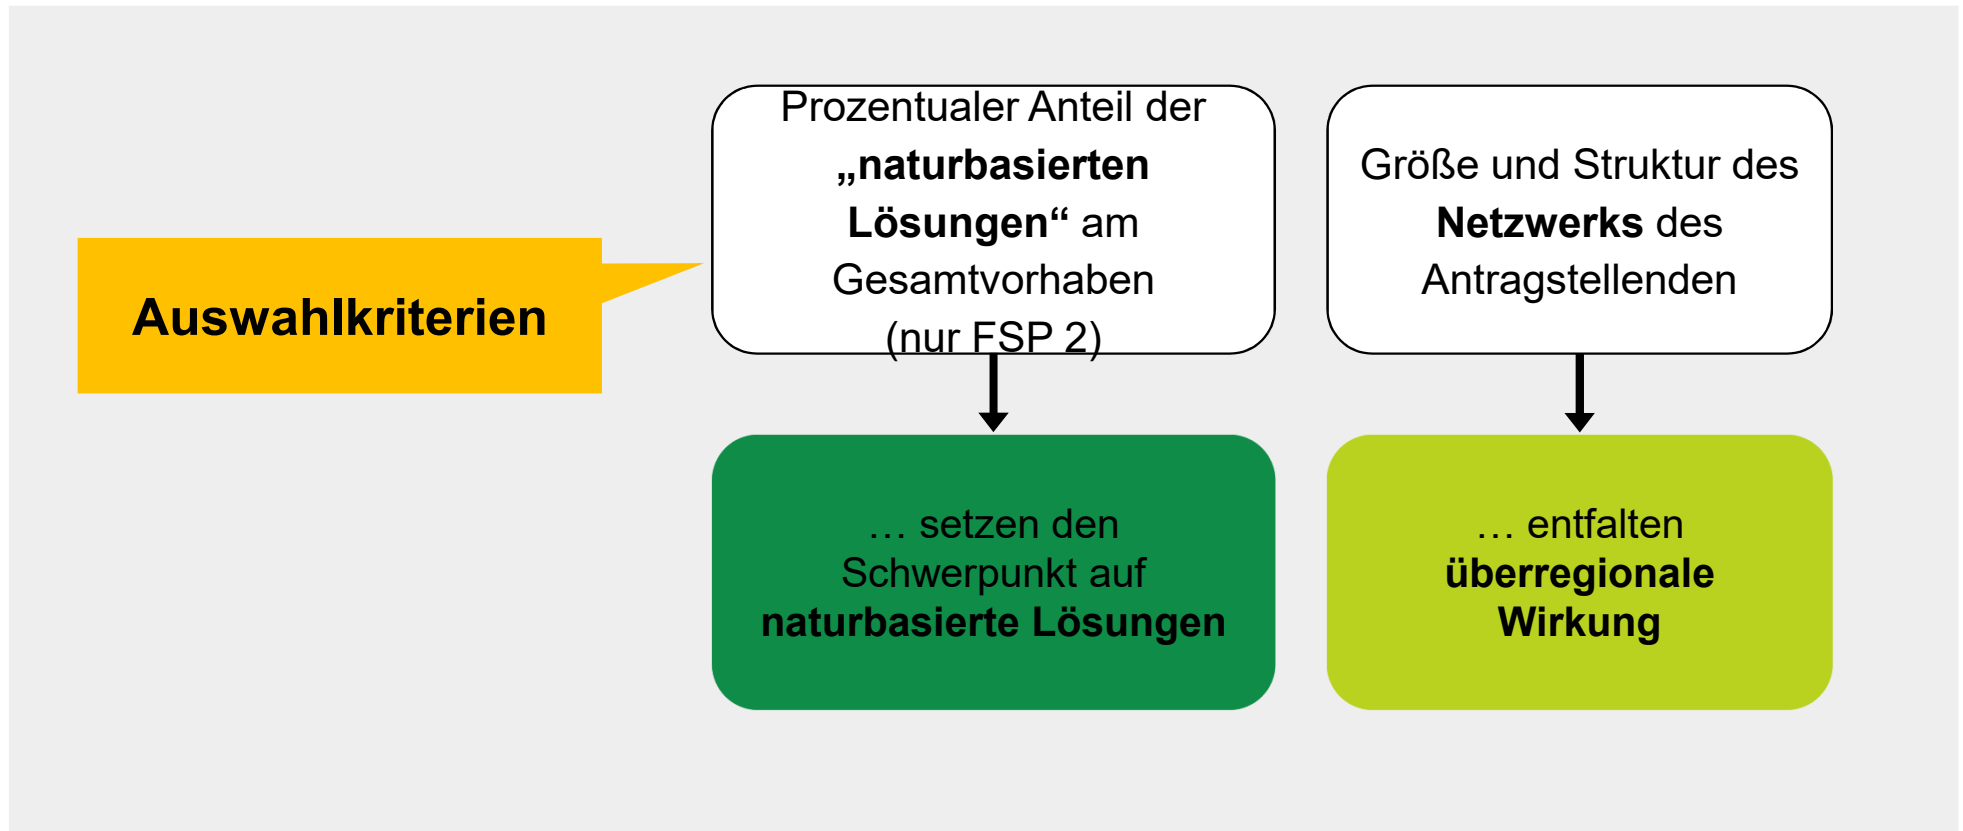 Auswahlkriterien
Prozentualer Anteil der
„naturbasierten
Lösungen“ am
Gesamtvorhaben
(nur FSP 2)
Größe und Struktur des
Netzwerks des
Antragstellenden
… setzen den
Schwerpunkt auf
naturbasierte Lösungen
… entfalten
überregionale
Wirkung